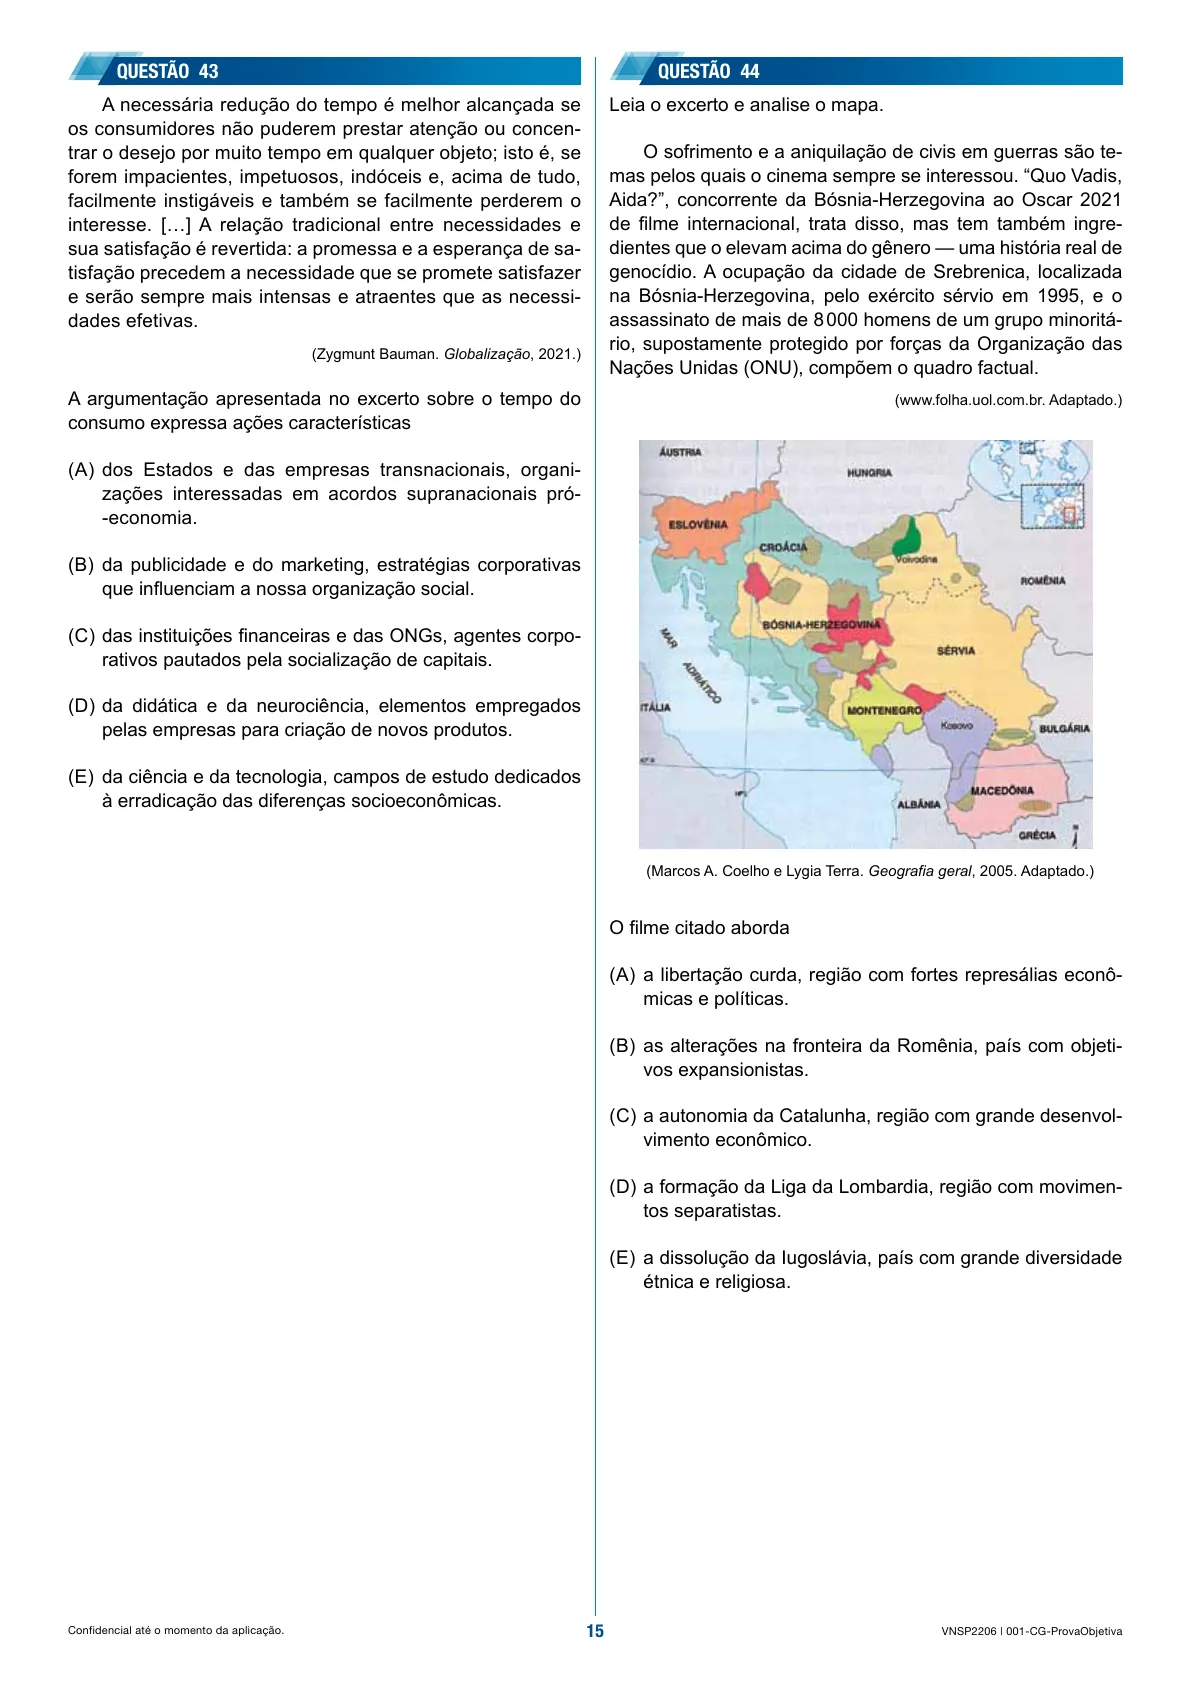 QUESTÃO 43
A necessária redução do tempo é melhor alcançada se
os consumidores não puderem prestar atenção ou concen-
trar o desejo por muito tempo em qualquer objeto; isto é, se
forem impacientes, impetuosos, indóceis e, acima de tudo,
facilmente instigáveis e também se facilmente perderem o
interesse. […] A relação tradicional entre necessidades e
sua satisfação é revertida: a promessa e a esperança de sa-
tisfação precedem a necessidade que se promete satisfazer
e serão sempre mais intensas e atraentes que as necessi-
dades efetivas.
(Zygmunt Bauman. Globalização, 2021.)
A argumentação apresentada no excerto sobre o tempo do
consumo expressa ações características
(A) dos Estados e das empresas transnacionais, organi-
zações interessadas em acordos supranacionais pró-
-economia.
(B) da publicidade e do marketing, estratégias corporativas
que influenciam a nossa organização social.
(C) das instituições financeiras e das ONGs, agentes corpo-
rativos pautados pela socialização de capitais.
(D) da didática e da neurociência, elementos empregados
pelas empresas para criação de novos produtos.
(E) da ciência e da tecnologia, campos de estudo dedicados
à erradicação das diferenças socioeconômicas.
QUESTÃO 44
Leia o excerto e analise o mapa.
O sofrimento e a aniquilação de civis em guerras são te-
mas pelos quais o cinema sempre se interessou. “Quo Vadis,
Aida?”, concorrente da Bósnia-Herzegovina ao Oscar 2021
de filme internacional, trata disso, mas tem também ingre-
dientes que o elevam acima do gênero — uma história real de
genocídio. A ocupação da cidade de Srebrenica, localizada
na Bósnia-Herzegovina, pelo exército sérvio em 1995, e o
assassinato de mais de 8 000 homens de um grupo minoritá-
rio, supostamente protegido por forças da Organização das
Nações Unidas (ONU), compõem o quadro factual.
(www.folha.uol.com.br. Adaptado.)
ÁUSTRIA
HUNGRIA
ESLOVÊNIA
CROÁCIA
Voivodina
ROMÊNIA
BÓSNIA-HERZEGOVINA
MAR ADRIÁTICO
SÉRVIA
ITÁLIA
MONTENEGRO
Kosovo
BULGÁRIA
MACEDÔNIA
ALBÂNIA
GRÉCIA
(Marcos A. Coelho e Lygia Terra. Geografia geral, 2005. Adaptado.)
O filme citado aborda
(A) a libertação curda, região com fortes represálias econô-
micas e políticas.
(B) as alterações na fronteira da Romênia, país com objeti-
vos expansionistas.
(C) a autonomia da Catalunha, região com grande desenvol-
vimento econômico.
(D) a formação da Liga da Lombardia, região com movimen-
tos separatistas.
(E) a dissolução da Iugoslávia, país com grande diversidade
étnica e religiosa.
Confidencial até o momento da aplicação.
15
VNSP2206 | 001-CG-ProvaObjetiva